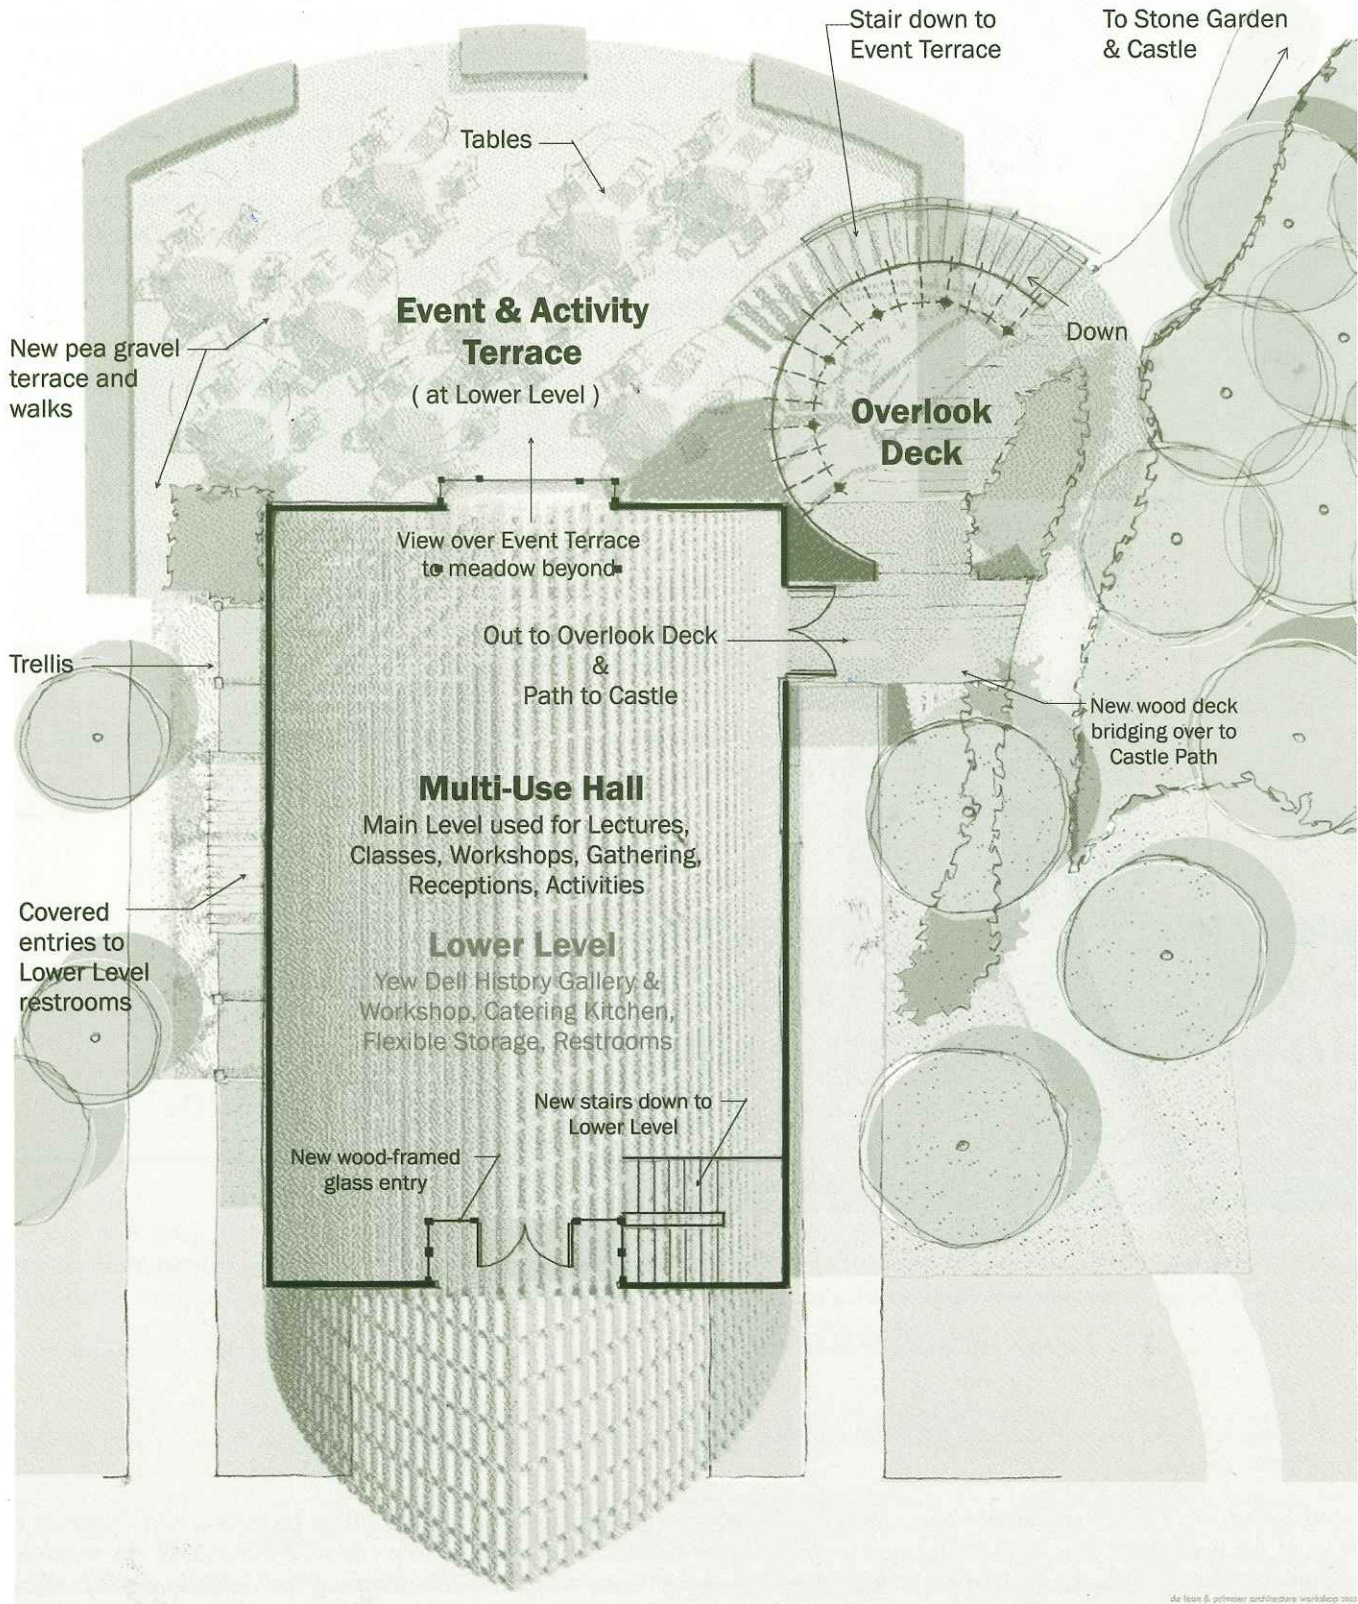 Stair down to
Event Terrace
To Stone Garden
& Castle
Tables
Event & Activity
Terrace
( at Lower Level )
New pea gravel
terrace and
walks
Down
Overlook
Deck
View over Event Terrace
to meadow beyond
Out to Overlook Deck
&
Path to Castle
Trellis
New wood deck
bridging over to
Castle Path
Multi-Use Hall
Main Level used for Lectures,
Classes, Workshops, Gathering,
Receptions, Activities
Covered
entries to
Lower Level
restrooms
Lower Level
Yew Dell History Gallery &
Workshop, Catering Kitchen,
Flexible Storage, Restrooms
New stairs down to
Lower Level
New wood-framed
glass entry
architecture workshop